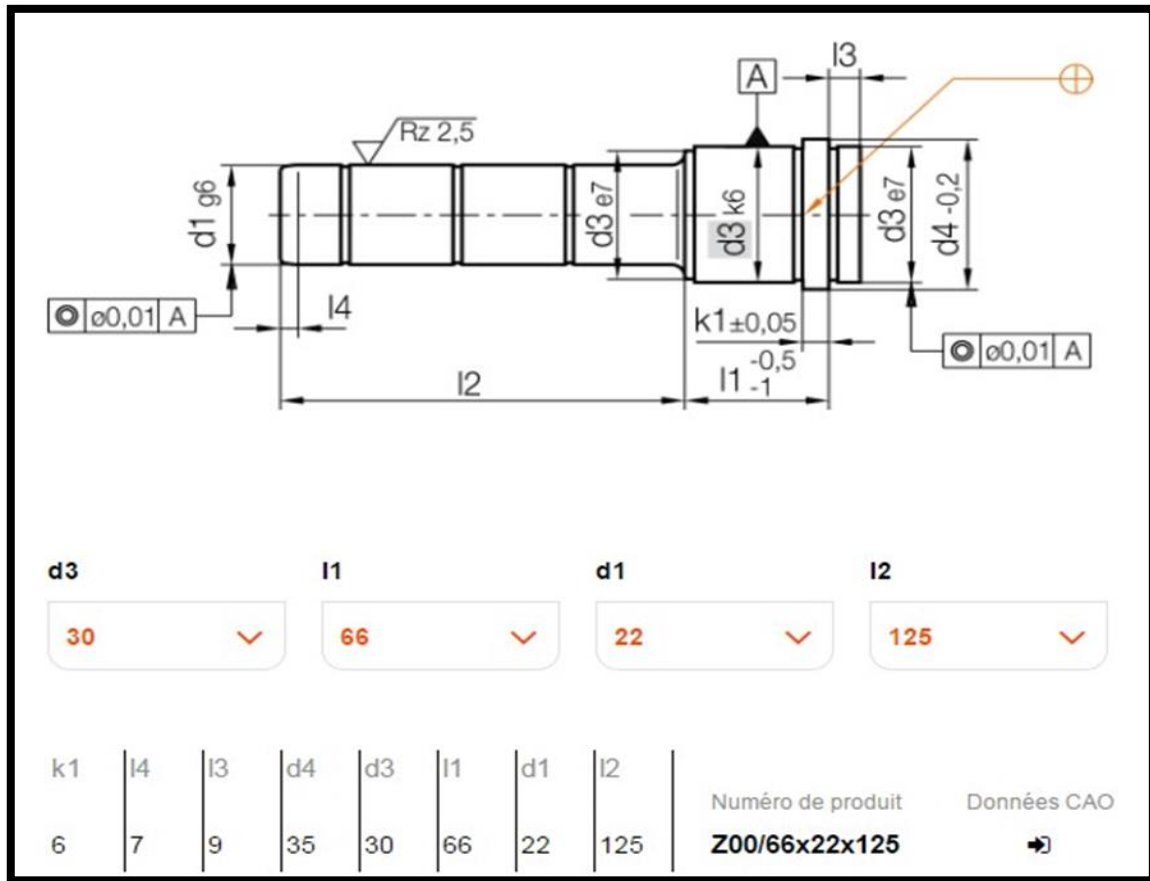 l3
A
Rz 2,5
d1 g6
d3 e7
d3 k6
d3 e7
d4 -0,2
l4
k1 ±0,05
⌾ ø0,01 A
l2
l1 -0,5 -1
⌾ ø0,01 A
d3 l1 d1 l2
30 66 22 125
k1 l4 l3 d4 d3 l1 d1 l2
Numéro de produit Données CAO
6 7 9 35 30 66 22 125 Z00/66x22x125